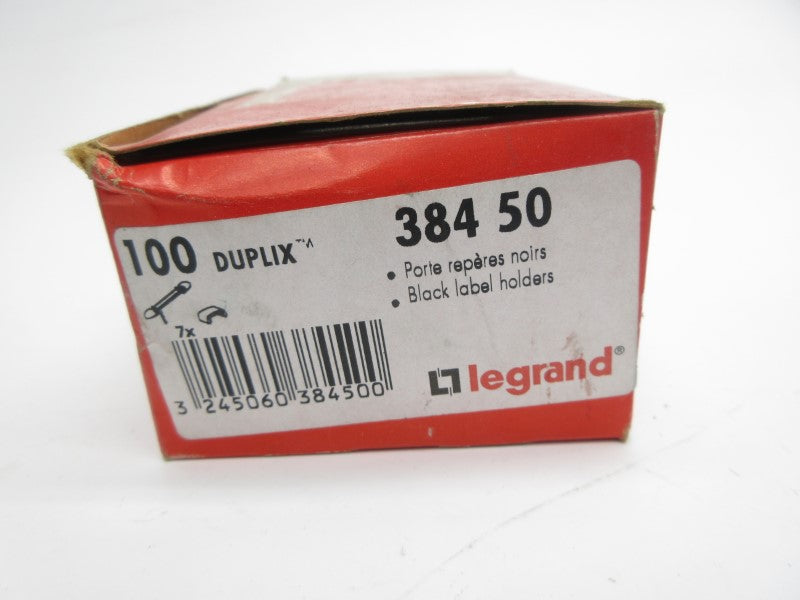 100 DUPLIX™
384 50
• Porte repères noirs
• Black label holders
7x
3 245060 384500
legrand®